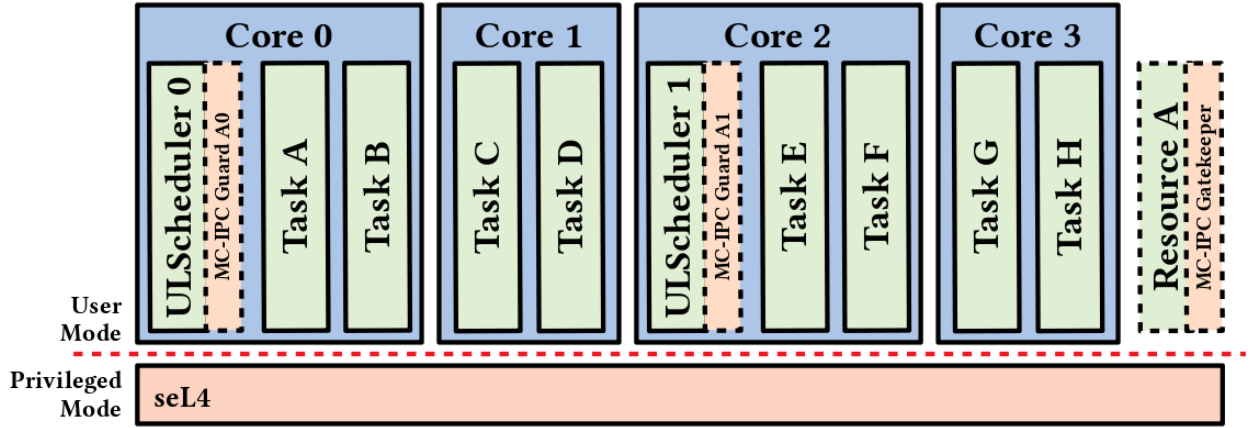 Core 0
Core 1
Core 2
Core 3
ULScheduler 0
MC-IPC Guard A0
Task A
Task B
Task C
Task D
ULScheduler 1
MC-IPC Guard A1
Task E
Task F
Task G
Task H
Resource A
MC-IPC Gatekeeper
User
Mode
Privileged
Mode
seL4